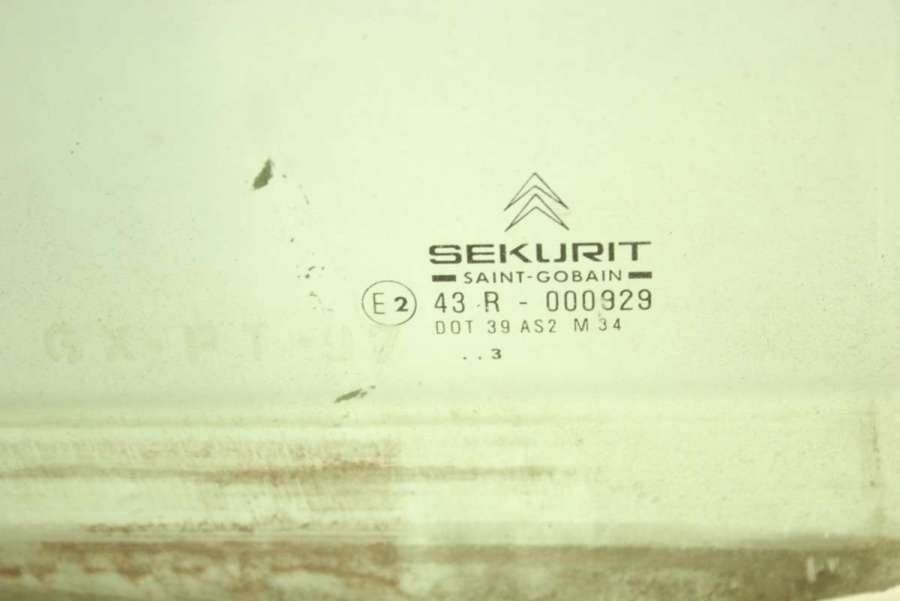 SEKURIT
SAINT-GOBAIN
E2 43 R - 000929
DOT 39 AS2 M 34
. . 3